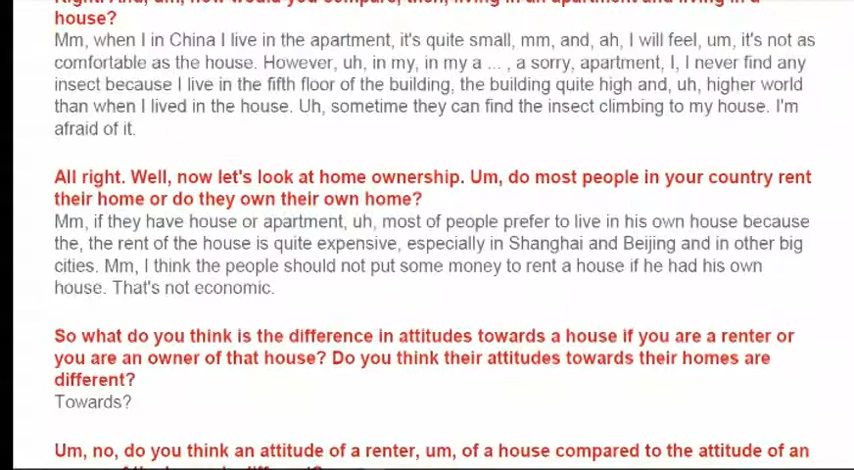 house?
Mm, when I in China I live in the apartment, it's quite small, mm, and, ah, I will feel, um, it's not as
comfortable as the house. However, uh, in my, in my a ... , a sorry, apartment, I, I never find any
insect because I live in the fifth floor of the building, the building quite high and, uh, higher world
than when I lived in the house. Uh, sometime they can find the insect climbing to my house. I'm
afraid of it.
All right. Well, now let's look at home ownership. Um, do most people in your country rent
their home or do they own their own home?
Mm, if they have house or apartment, uh, most of people prefer to live in his own house because
the, the rent of the house is quite expensive, especially in Shanghai and Beijing and in other big
cities. Mm, I think the people should not put some money to rent a house if he had his own
house. That's not economic.
So what do you think is the difference in attitudes towards a house if you are a renter or
you are an owner of that house? Do you think their attitudes towards their homes are
different?
Towards?
Um, no, do you think an attitude of a renter, um, of a house compared to the attitude of an